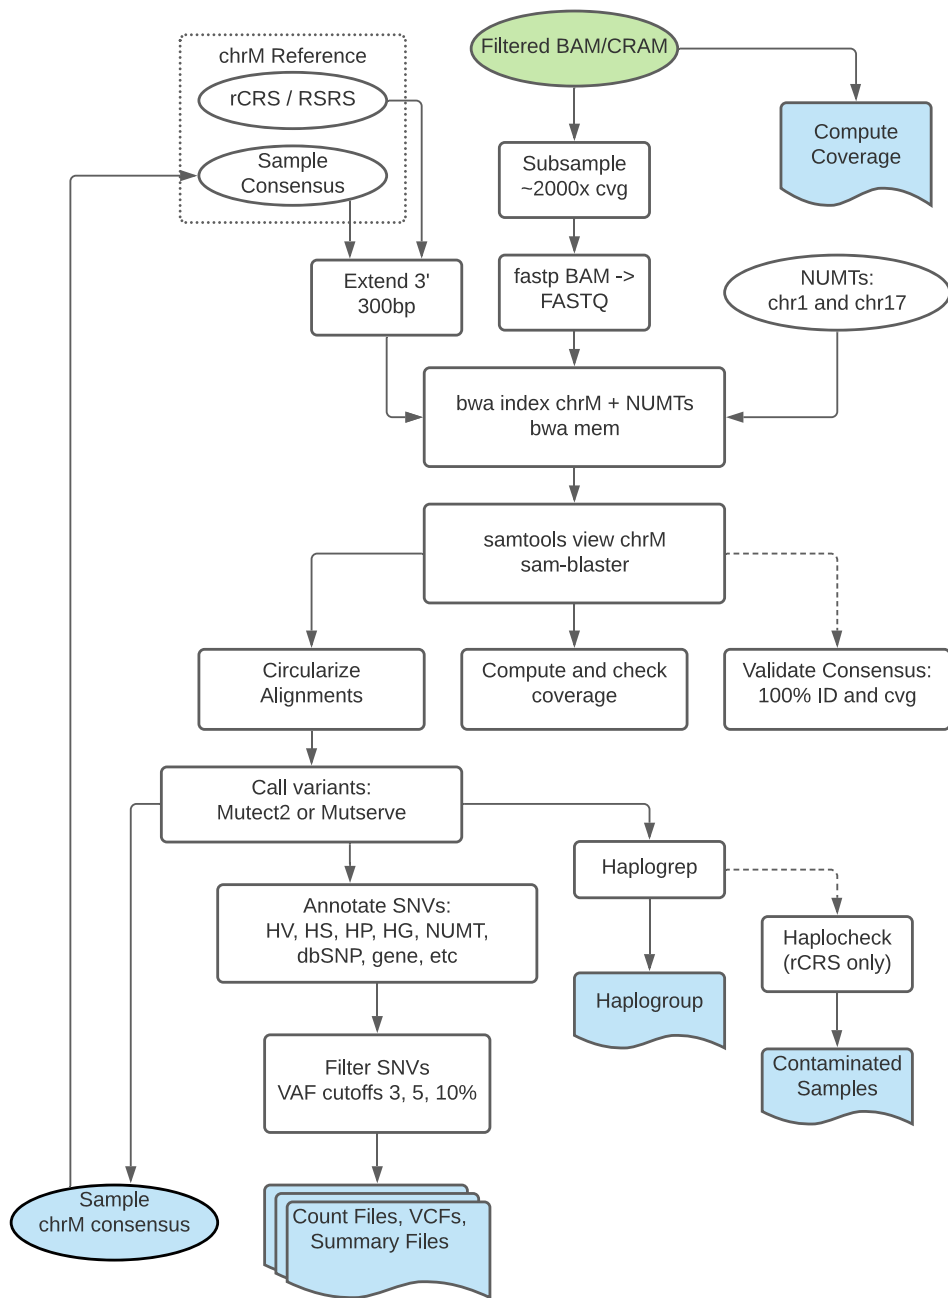 Filtered BAM/CRAM
chrM Reference
rCRS / RSRS
Sample
Consensus
Compute
Coverage
Subsample
~2000x cvg
Extend 3'
300bp
fastp BAM ->
FASTQ
NUMTs:
chr1 and chr17
bwa index chrM + NUMTs
bwa mem
samtools view chrM
sam-blaster
Circularize
Alignments
Compute and check
coverage
Validate Consensus:
100% ID and cvg
Call variants:
Mutect2 or Mutserve
Haplogrep
Annotate SNVs:
HV, HS, HP, HG, NUMT,
dbSNP, gene, etc
Haplocheck
(rCRS only)
Haplogroup
Filter SNVs
VAF cutoffs 3, 5, 10%
Contaminated
Samples
Sample
chrM consensus
Count Files, VCFs,
Summary Files